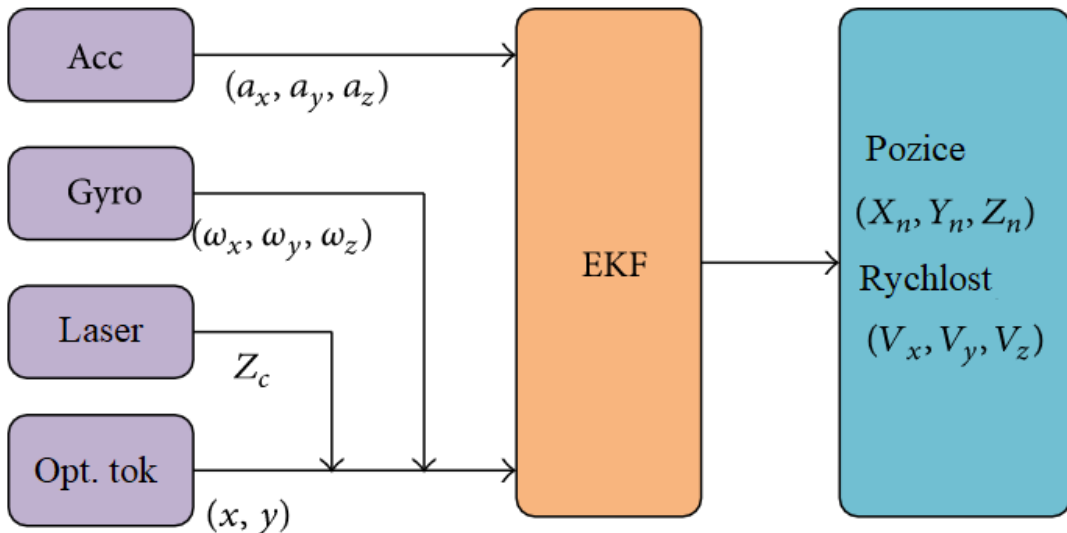 Acc
(a_x, a_y, a_z)
Gyro
(ω_x, ω_y, ω_z)
Laser
Z_c
Opt. tok
(x, y)
EKF
Pozice
(X_n, Y_n, Z_n)
Rychlost
(V_x, V_y, V_z)